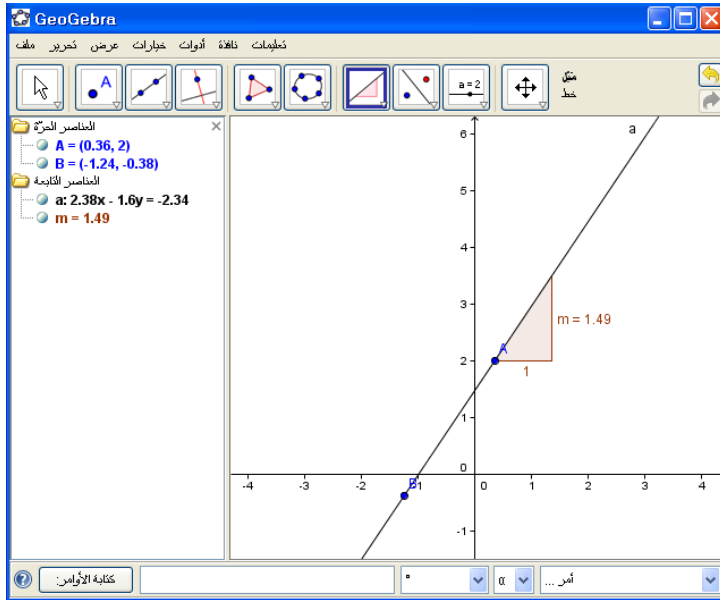 GeoGebra
ملف تحرير عرض خيارات أدوات نافذة تعليمات
A
a = 2
ميَل
خط
العناصر الحرّة
A = (0.36, 2)
B = (-1.24, -0.38)
العناصر التابعة
a: 2.38x - 1.6y = -2.34
m = 1.49
6
a
5
4
3
m = 1.49
A
2
1
1
0
B
-4 -3 -2 -1 0 1 2 3 4
-1
كتابة الأوامر:
α
أمر ...